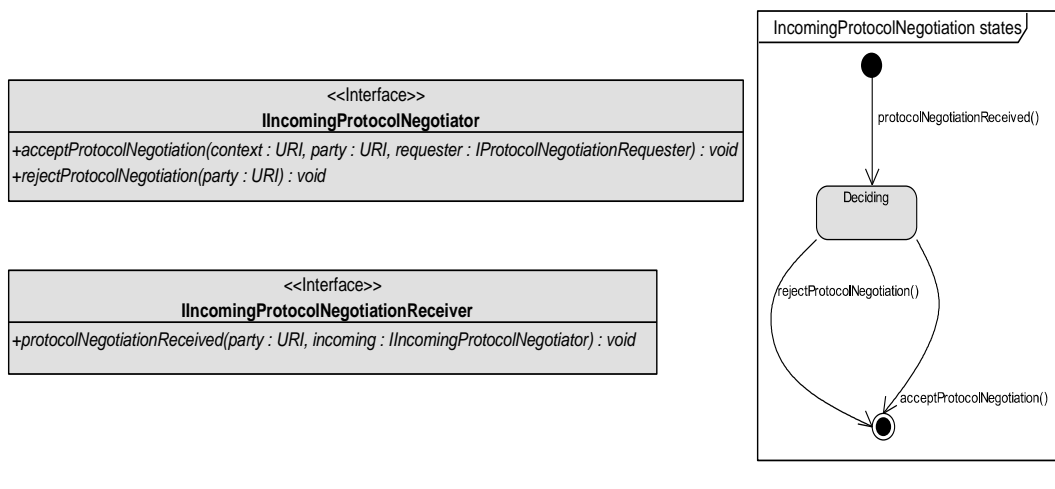 <<Interface>>
IIncomingProtocolNegotiator
+acceptProtocolNegotiation(context : URI, party : URI, requester : IProtocolNegotiationRequester) : void
+rejectProtocolNegotiation(party : URI) : void
<<Interface>>
IIncomingProtocolNegotiationReceiver
+protocolNegotiationReceived(party : URI, incoming : IIncomingProtocolNegotiator) : void
IncomingProtocolNegotiation states
protocolNegotiationReceived()
Deciding
rejectProtocolNegotiation()
acceptProtocolNegotiation()